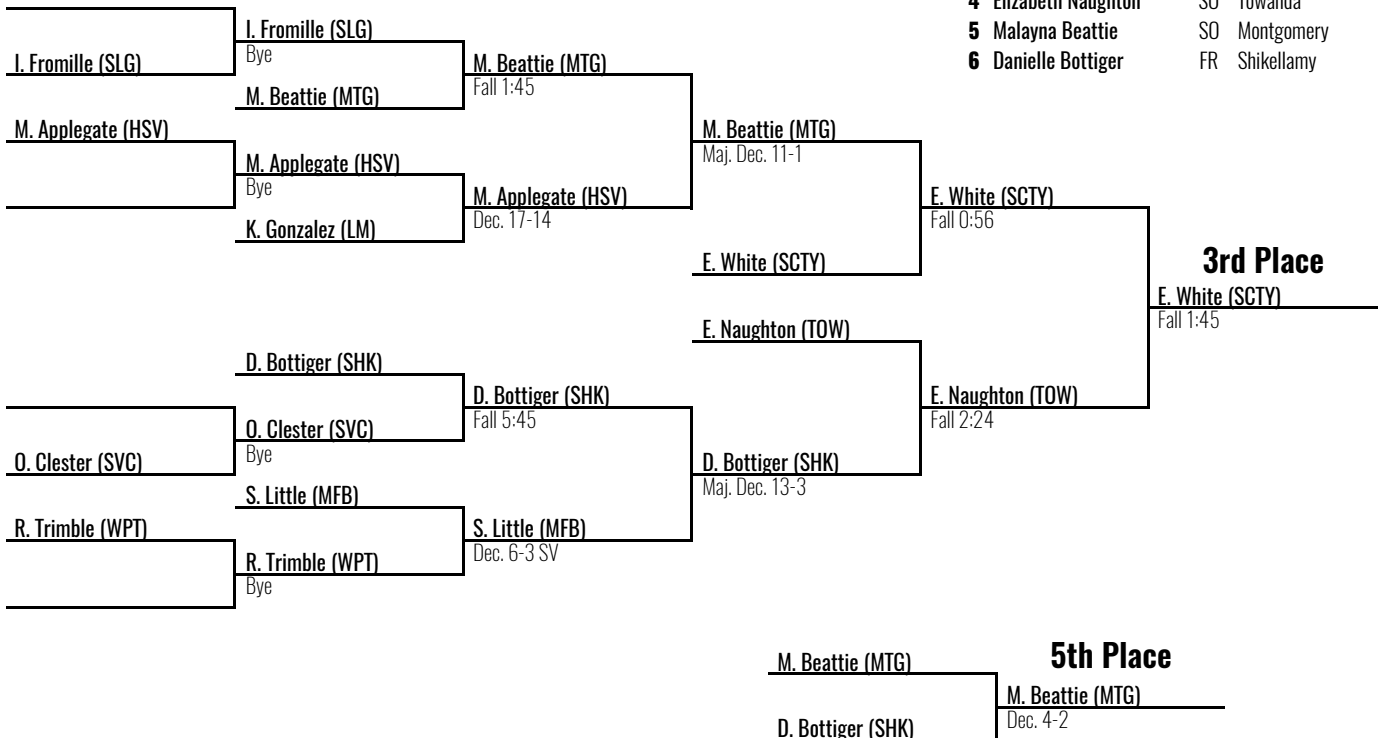 4 Elizabeth Naughton SO Towanda
5 Malayna Beattie SO Montgomery
6 Danielle Bottiger FR Shikellamy
I. Fromille (SLG)
I. Fromille (SLG)
Bye
M. Beattie (MTG)
M. Beattie (MTG)
Fall 1:45
M. Applegate (HSV)
M. Applegate (HSV)
Bye
K. Gonzalez (LM)
M. Applegate (HSV)
Dec. 17-14
M. Beattie (MTG)
Maj. Dec. 11-1
E. White (SCTY)
E. White (SCTY)
Fall 0:56
3rd Place
E. White (SCTY)
Fall 1:45
E. Naughton (TOW)
E. Naughton (TOW)
Fall 2:24
D. Bottiger (SHK)
D. Bottiger (SHK)
Fall 5:45
O. Clester (SVC)
Bye
O. Clester (SVC)
D. Bottiger (SHK)
Maj. Dec. 13-3
S. Little (MFB)
S. Little (MFB)
Dec. 6-3 SV
R. Trimble (WPT)
R. Trimble (WPT)
Bye
5th Place
M. Beattie (MTG)
M. Beattie (MTG)
Dec. 4-2
D. Bottiger (SHK)